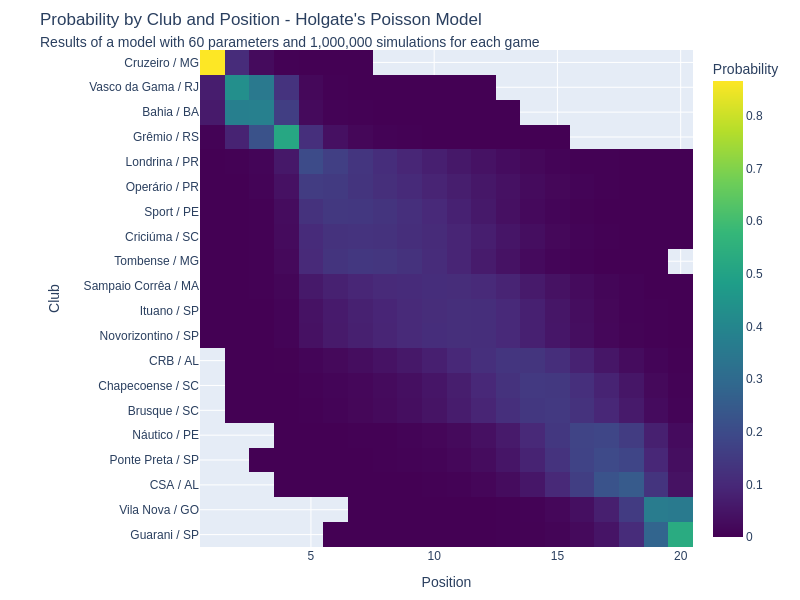 Probability by Club and Position - Holgate's Poisson Model
Results of a model with 60 parameters and 1,000,000 simulations for each game
Probability
Cruzeiro / MG
Vasco da Gama / RJ
Bahia / BA
Grêmio / RS
Londrina / PR
Operário / PR
Sport / PE
Criciúma / SC
Tombense / MG
Sampaio Corrêa / MA
Ituano / SP
Novorizontino / SP
CRB / AL
Chapecoense / SC
Brusque / SC
Náutico / PE
Ponte Preta / SP
CSA / AL
Vila Nova / GO
Guarani / SP
Club
5
10
15
20
Position
0.8
0.7
0.6
0.5
0.4
0.3
0.2
0.1
0